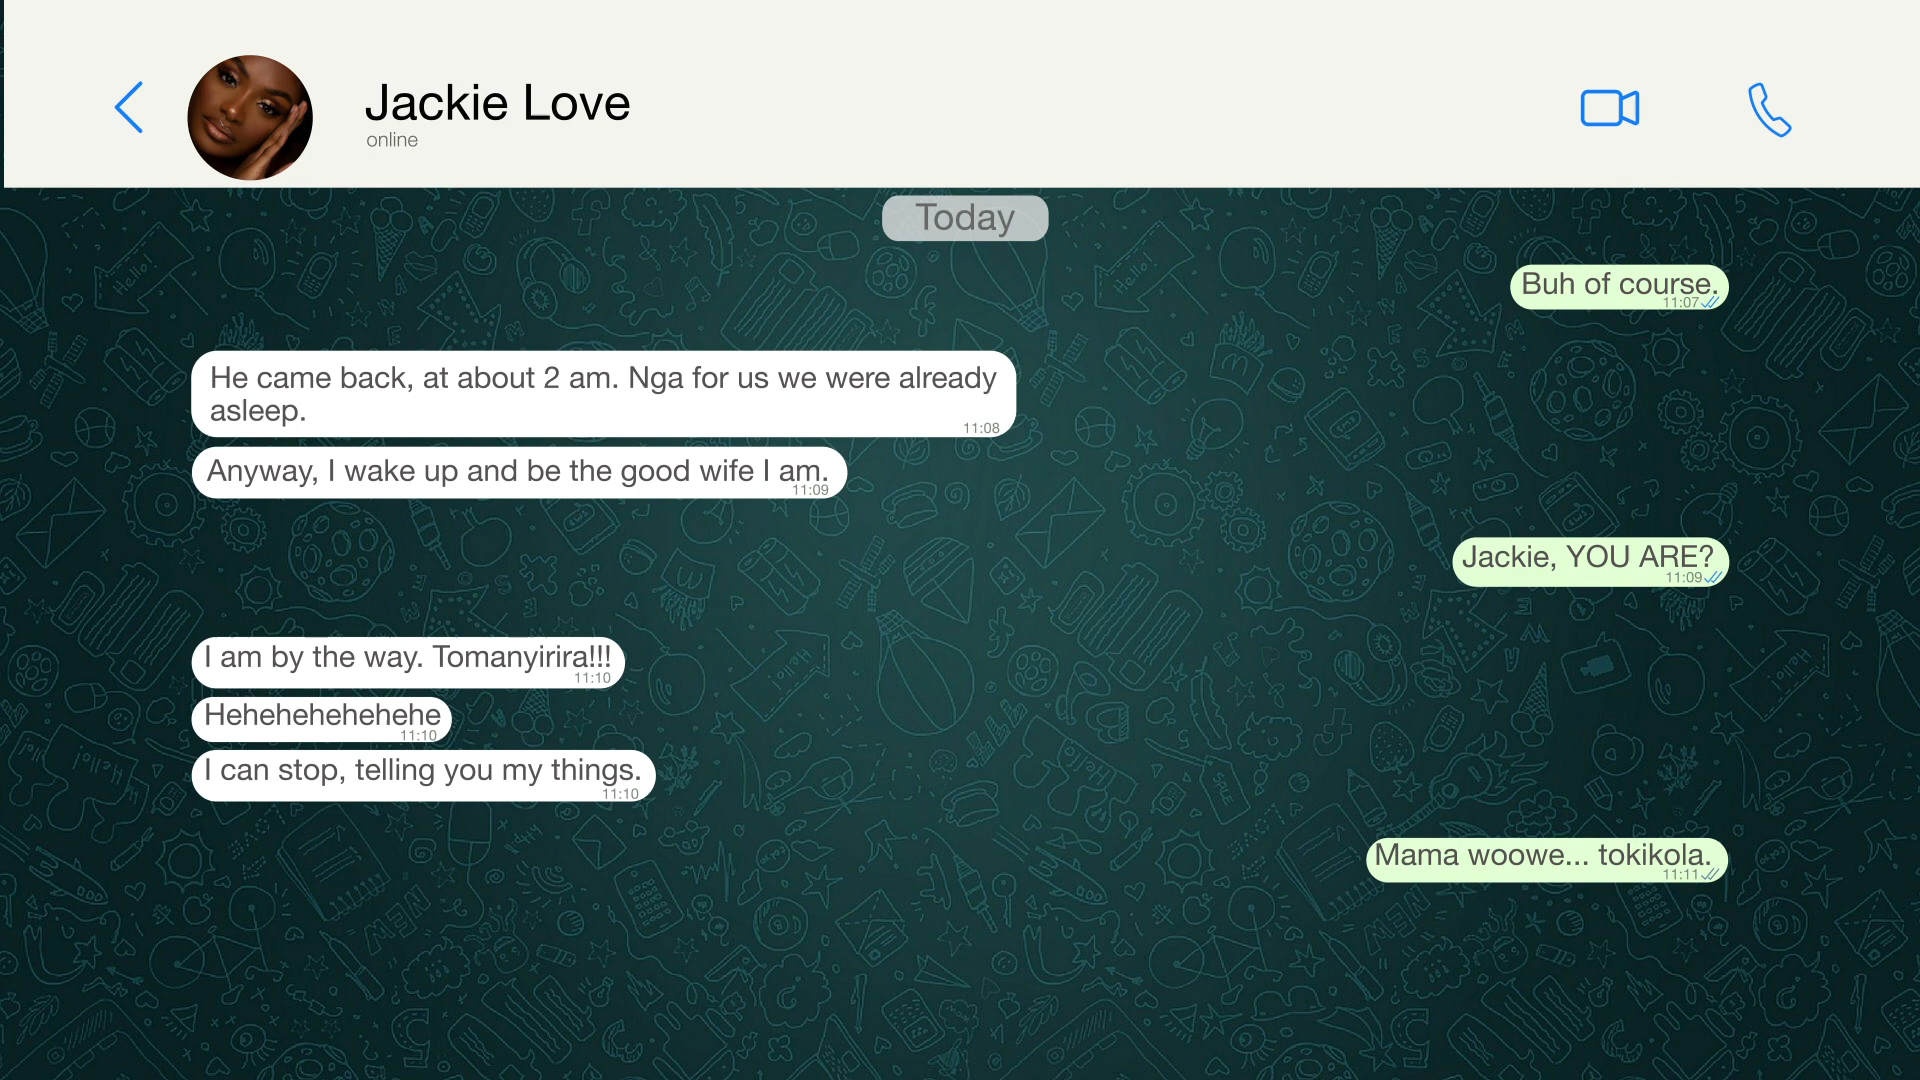 Jackie Love
online
Today
Buh of course.
11:07
He came back, at about 2 am. Nga for us we were already
asleep.
11:08
Anyway, I wake up and be the good wife I am.
11:09
Jackie, YOU ARE?
11:09
I am by the way. Tomanyirira!!!
11:10
Hehehehehehehe
11:10
I can stop, telling you my things.
11:10
Mama woowe... tokikola.
11:11